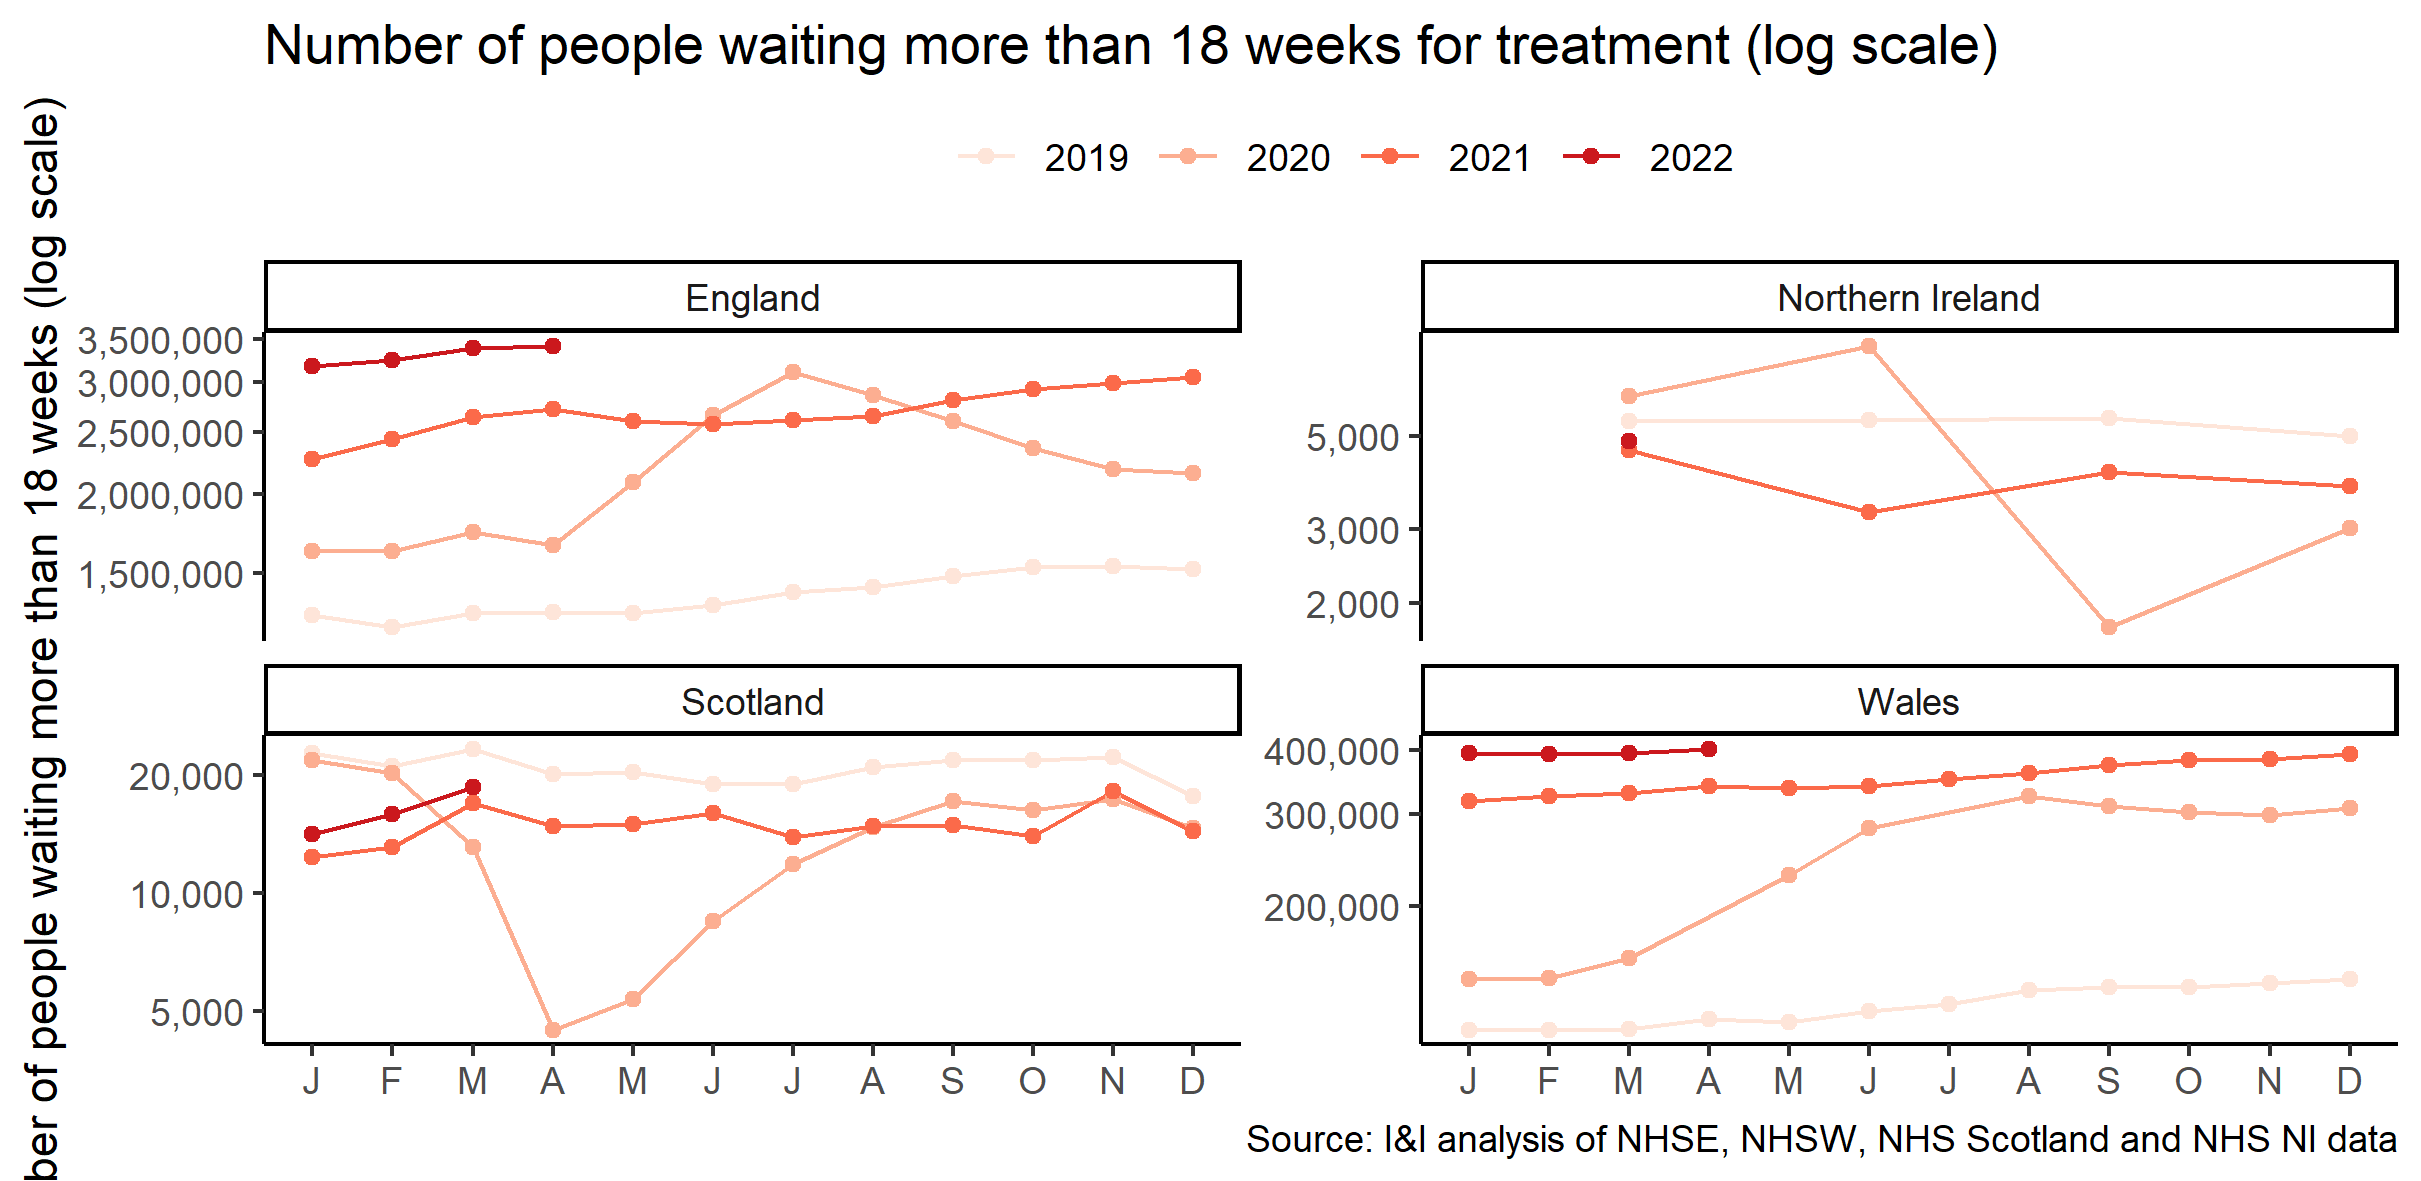 Number of people waiting more than 18 weeks for treatment (log scale)
ber of people waiting more than 18 weeks (log scale)
2019 2020 2021 2022
England
3,500,000
3,000,000
2,500,000
2,000,000
1,500,000
Northern Ireland
5,000
3,000
2,000
Scotland
20,000
10,000
5,000
J F M A M J J A S O N D
Wales
400,000
300,000
200,000
J F M A M J J A S O N D
Source: I&I analysis of NHSE, NHSW, NHS Scotland and NHS NI data